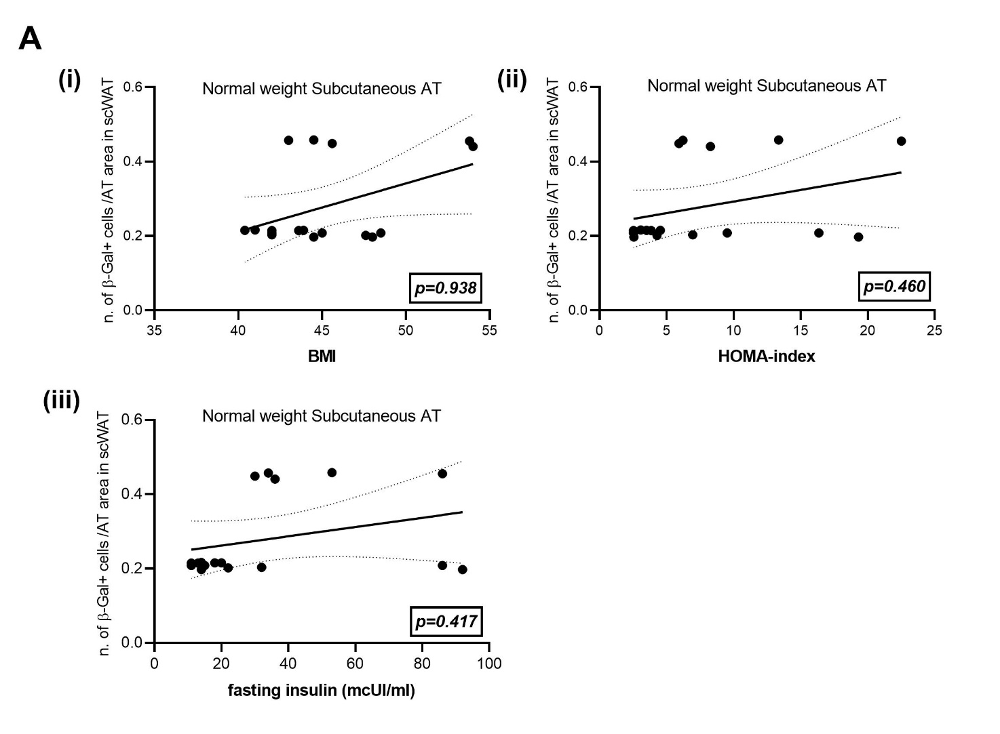 A
(i)
Normal weight Subcutaneous AT
n. of β-Gal+ cells /AT area in scWAT
0.6
0.4
0.2
0.0
35 40 45 50 55
BMI
p=0.938
(ii)
Normal weight Subcutaneous AT
n. of β-Gal+ cells /AT area in scWAT
0.6
0.4
0.2
0.0
0 5 10 15 20 25
HOMA-index
p=0.460
(iii)
Normal weight Subcutaneous AT
n. of β-Gal+ cells /AT area in scWAT
0.6
0.4
0.2
0.0
0 20 40 60 80 100
fasting insulin (mcUI/ml)
p=0.417